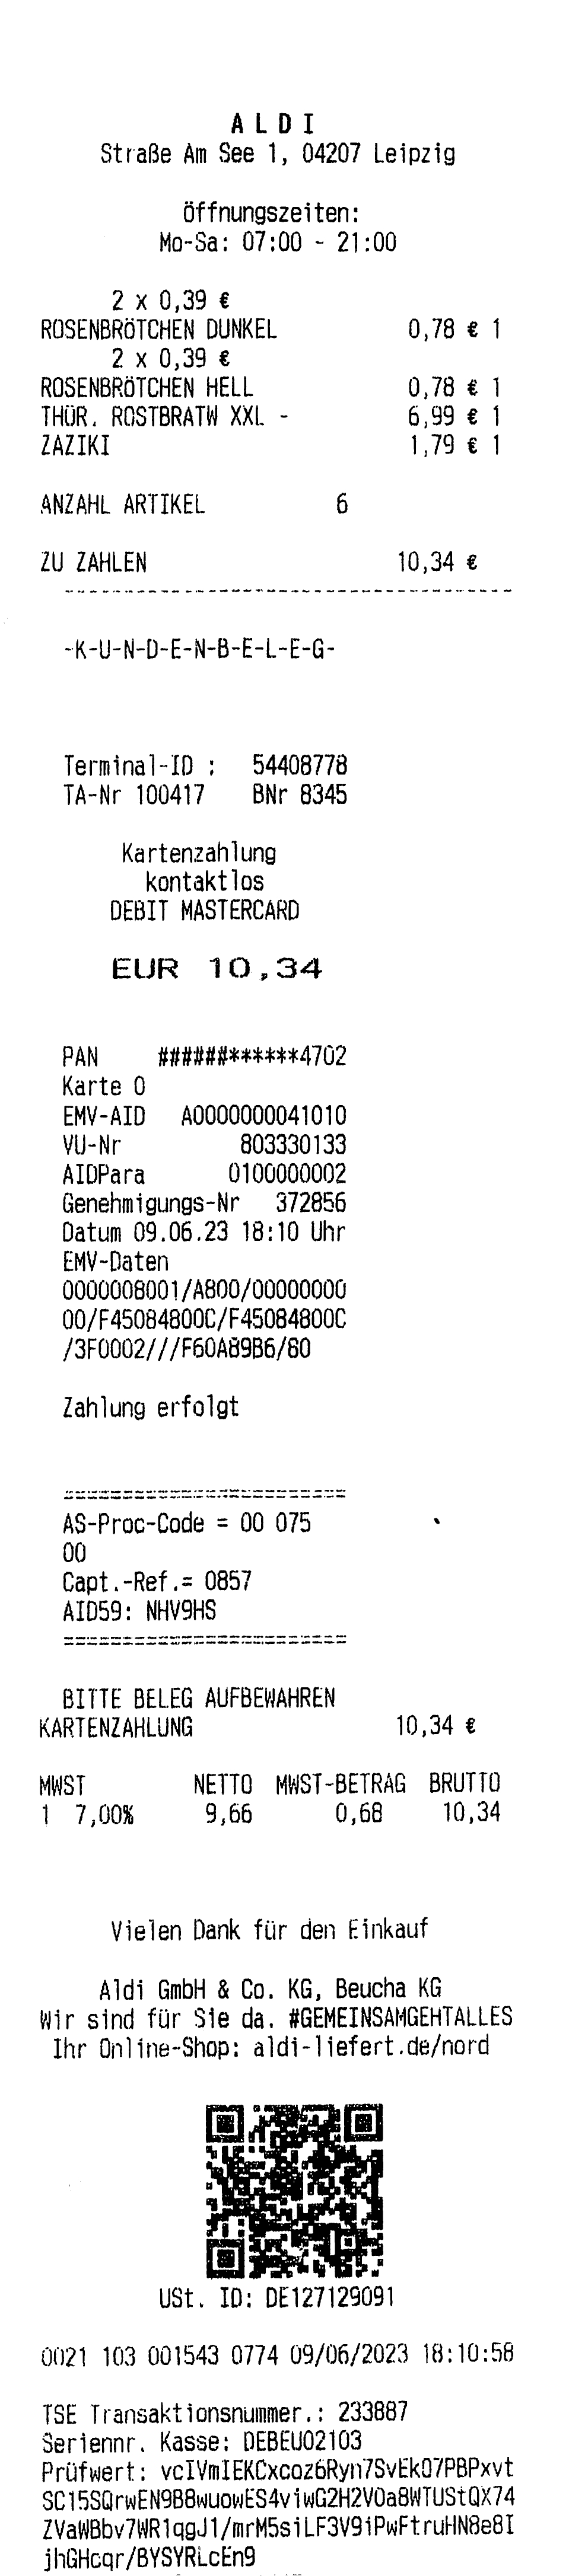 ALDI
Straße Am See 1, 04207 Leipzig
Öffnungszeiten:
Mo-Sa: 07:00 - 21:00
2 x 0,39 €
ROSENBRÖTCHEN DUNKEL 0,78 € 1
2 x 0,39 €
ROSENBRÖTCHEN HELL 0,78 € 1
THÜR. ROSTBRATW XXL - 6,99 € 1
ZAZIKI 1,79 € 1
ANZAHL ARTIKEL 6
ZU ZAHLEN 10,34 €
-K-U-N-D-E-N-B-E-L-E-G-
Terminal-ID : 54408778
TA-Nr 100417 BNr 8345
Kartenzahlung
kontaktlos
DEBIT MASTERCARD
EUR 10,34
PAN ######******4702
Karte 0
EMV-AID A0000000041010
VU-Nr 803330133
AIDPara 0100000002
Genehmigungs-Nr 372856
Datum 09.06.23 18:10 Uhr
EMV-Daten
0000008001/A800/00000000
00/F45084800C/F45084800C
/3F0002///F60A89B6/60
Zahlung erfolgt
========================
AS-Proc-Code = 00 075
00
Capt.-Ref.= 0857
AID59: NHV9HS
========================
BITTE BELEG AUFBEWAHREN
KARTENZAHLUNG 10,34 €
MWST NETTO MWST-BETRAG BRUTTO
1 7,00% 9,66 0,68 10,34
Vielen Dank für den Einkauf
Aldi GmbH & Co. KG, Beucha KG
Wir sind für Sie da. #GEMEINSAMGEHTALLES
Ihr Online-Shop: aldi-liefert.de/nord
USt. ID: DE127129091
0021 103 001543 0774 09/06/2023 18:10:58
TSE Transaktionsnummer.: 233887
Seriennr. Kasse: DEBEU02103
Prüfwert: vcIVmIEKCxcoz6Ryn7SvEkO7PBPxvt
SC15SQrwEN9B8wuowES4viwG2H2VOa8WTUStQX74
ZVaWBbv7WR1qgJ1/mrM5siLF3V9iPwFtruHN8e8I
jhGHcqr/BYSYRLcEn9